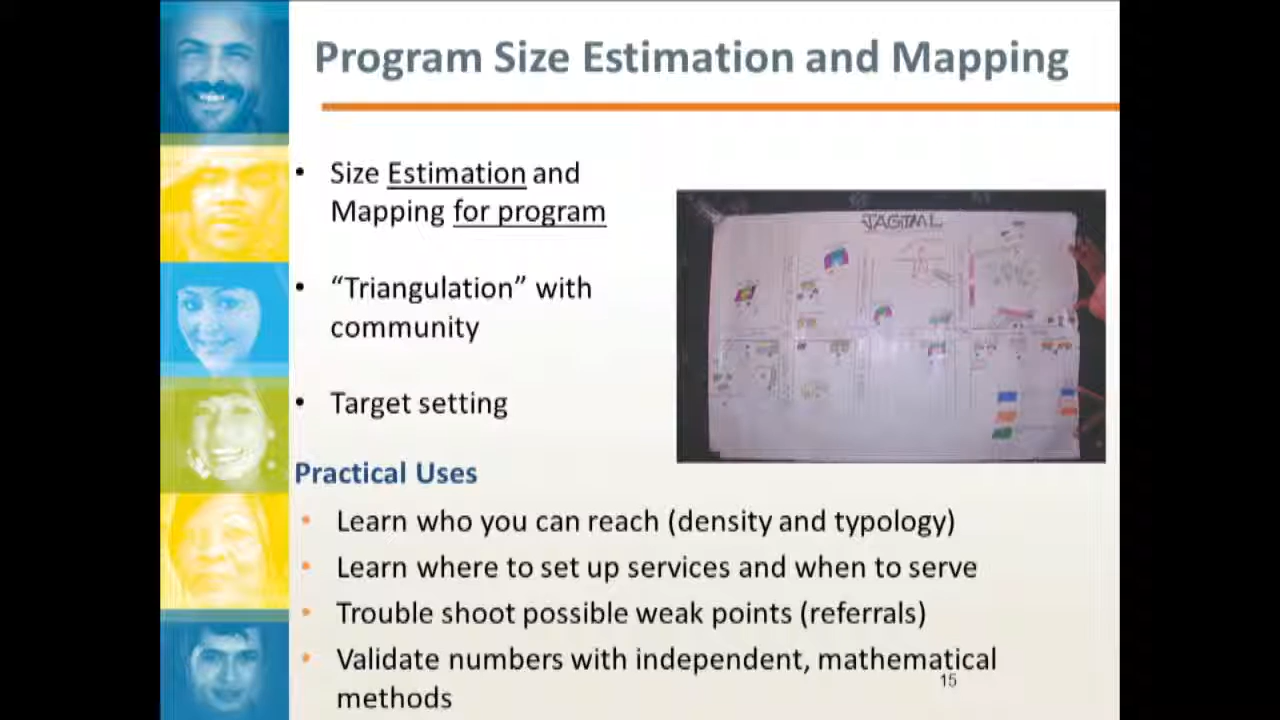 Program Size Estimation and Mapping
• Size Estimation and
Mapping for program
• “Triangulation” with
community
• Target setting
Practical Uses
• Learn who you can reach (density and typology)
• Learn where to set up services and when to serve
• Trouble shoot possible weak points (referrals)
• Validate numbers with independent, mathematical
methods
15